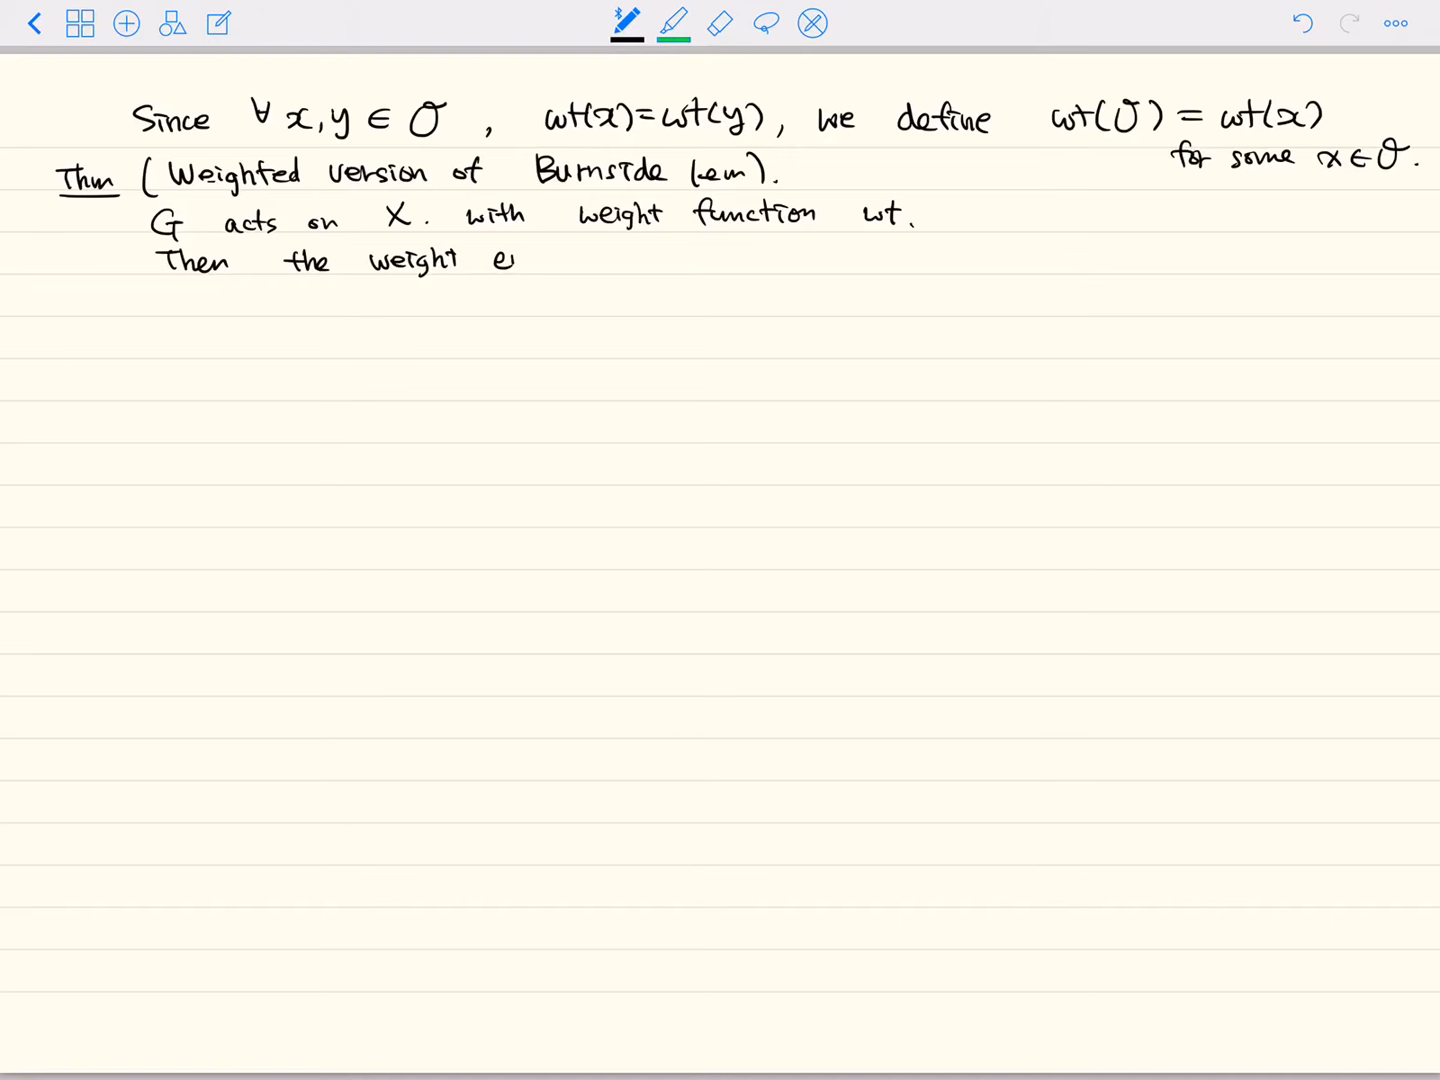 Since ∀ x, y ∈ O, wt(x) = wt(y), we define wt(O) = wt(x)
for some x ∈ O.
Thm (Weighted version of Burnside Lem).
G acts on X. with weight function wt.
Then the weight e